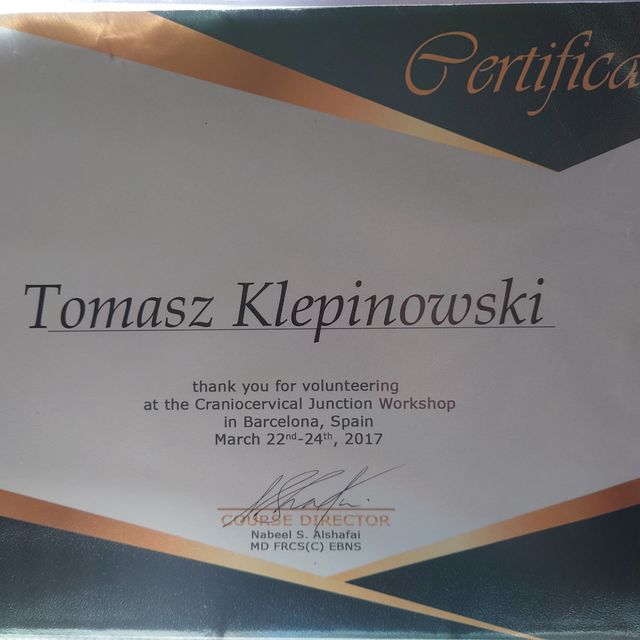 Certifica
Tomasz Klepinowski
thank you for volunteering
at the Craniocervical Junction Workshop
in Barcelona, Spain
March 22nd-24th, 2017
COURSE DIRECTOR
Nabeel S. Alshafai
MD FRCS(C) EBNS